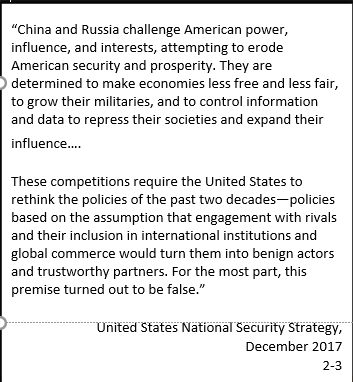 “China and Russia challenge American power,
influence, and interests, attempting to erode
American security and prosperity. They are
determined to make economies less free and less fair,
to grow their militaries, and to control information
and data to repress their societies and expand their
influence....
These competitions require the United States to
rethink the policies of the past two decades—policies
based on the assumption that engagement with rivals
and their inclusion in international institutions and
global commerce would turn them into benign actors
and trustworthy partners. For the most part, this
premise turned out to be false.”
United States National Security Strategy,
December 2017
2-3